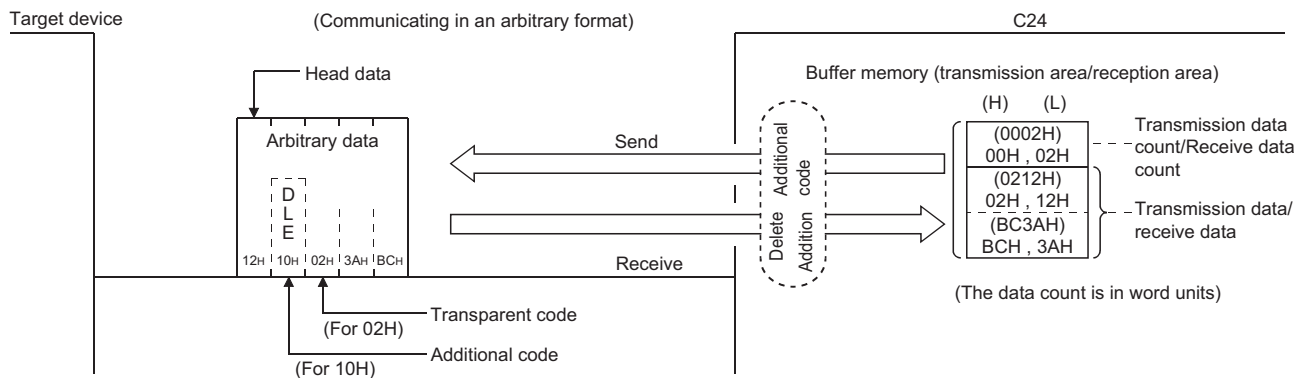 Target device
(Communicating in an arbitrary format)
C24
Head data
Buffer memory (transmission area/reception area)
(H) (L)
Arbitrary data
Send
Additional code
Delete Addition
(0002H)
00H , 02H
Transmission data count/Receive data count
(0212H)
02H , 12H
(BC3AH)
BCH , 3AH
Transmission data/
receive data
DLE
12H 10H 02H 3AH BCH
Receive
(The data count is in word units)
Transparent code
(For 02H)
Additional code
(For 10H)